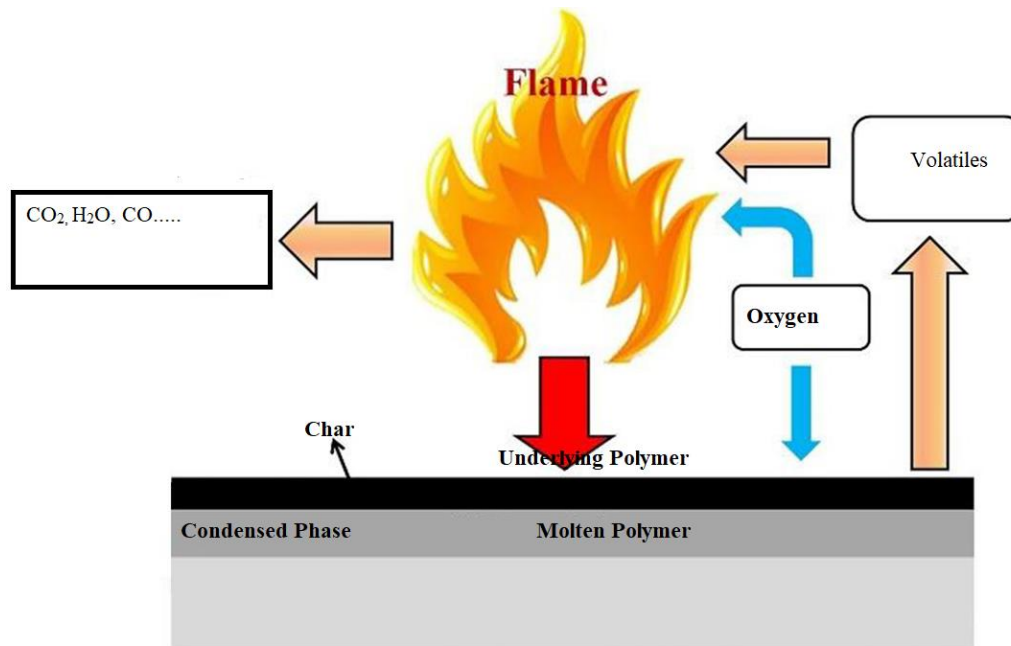 Flame
Volatiles
CO₂, H₂O, CO.....
Oxygen
Char
Underlying Polymer
Condensed Phase
Molten Polymer